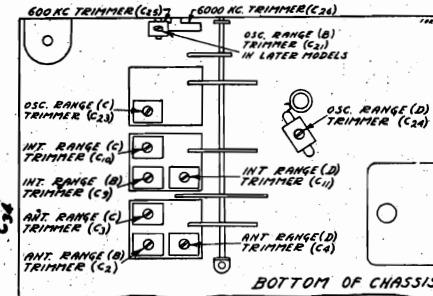 600 KC TRIMMER (C25)
6000 KC. TRIMMER (C26)
OSC. RANGE (B)
TRIMMER (C21)
IN LATER MODELS
OSC. RANGE (C)
TRIMMER (C23)
OSC. RANGE (D)
TRIMMER (C24)
INT. RANGE (C)
TRIMMER (C10)
INT. RANGE (B)
TRIMMER (C9)
INT RANGE (D)
TRIMMER (C11)
ANT. RANGE (C)
TRIMMER (C3)
ANT. RANGE (B)
TRIMMER (C2)
ANT RANGE (D)
TRIMMER (C4)
C34
BOTTOM OF CHASSIS